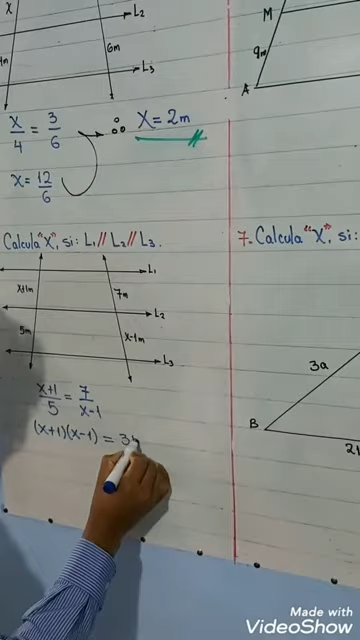 X
L2
6m
L3
X/4 = 3/6
X = 2m
X = 12/6
Calcula "X", si: L1 // L2 // L3.
L1
X+1m
7m
L2
5m
X-1m
L3
X+1/5 = 7/X-1
(X+1)(X-1) = 3
M
9m
A
7. Calcula "X", si:
3a
B
Made with
VideoShow